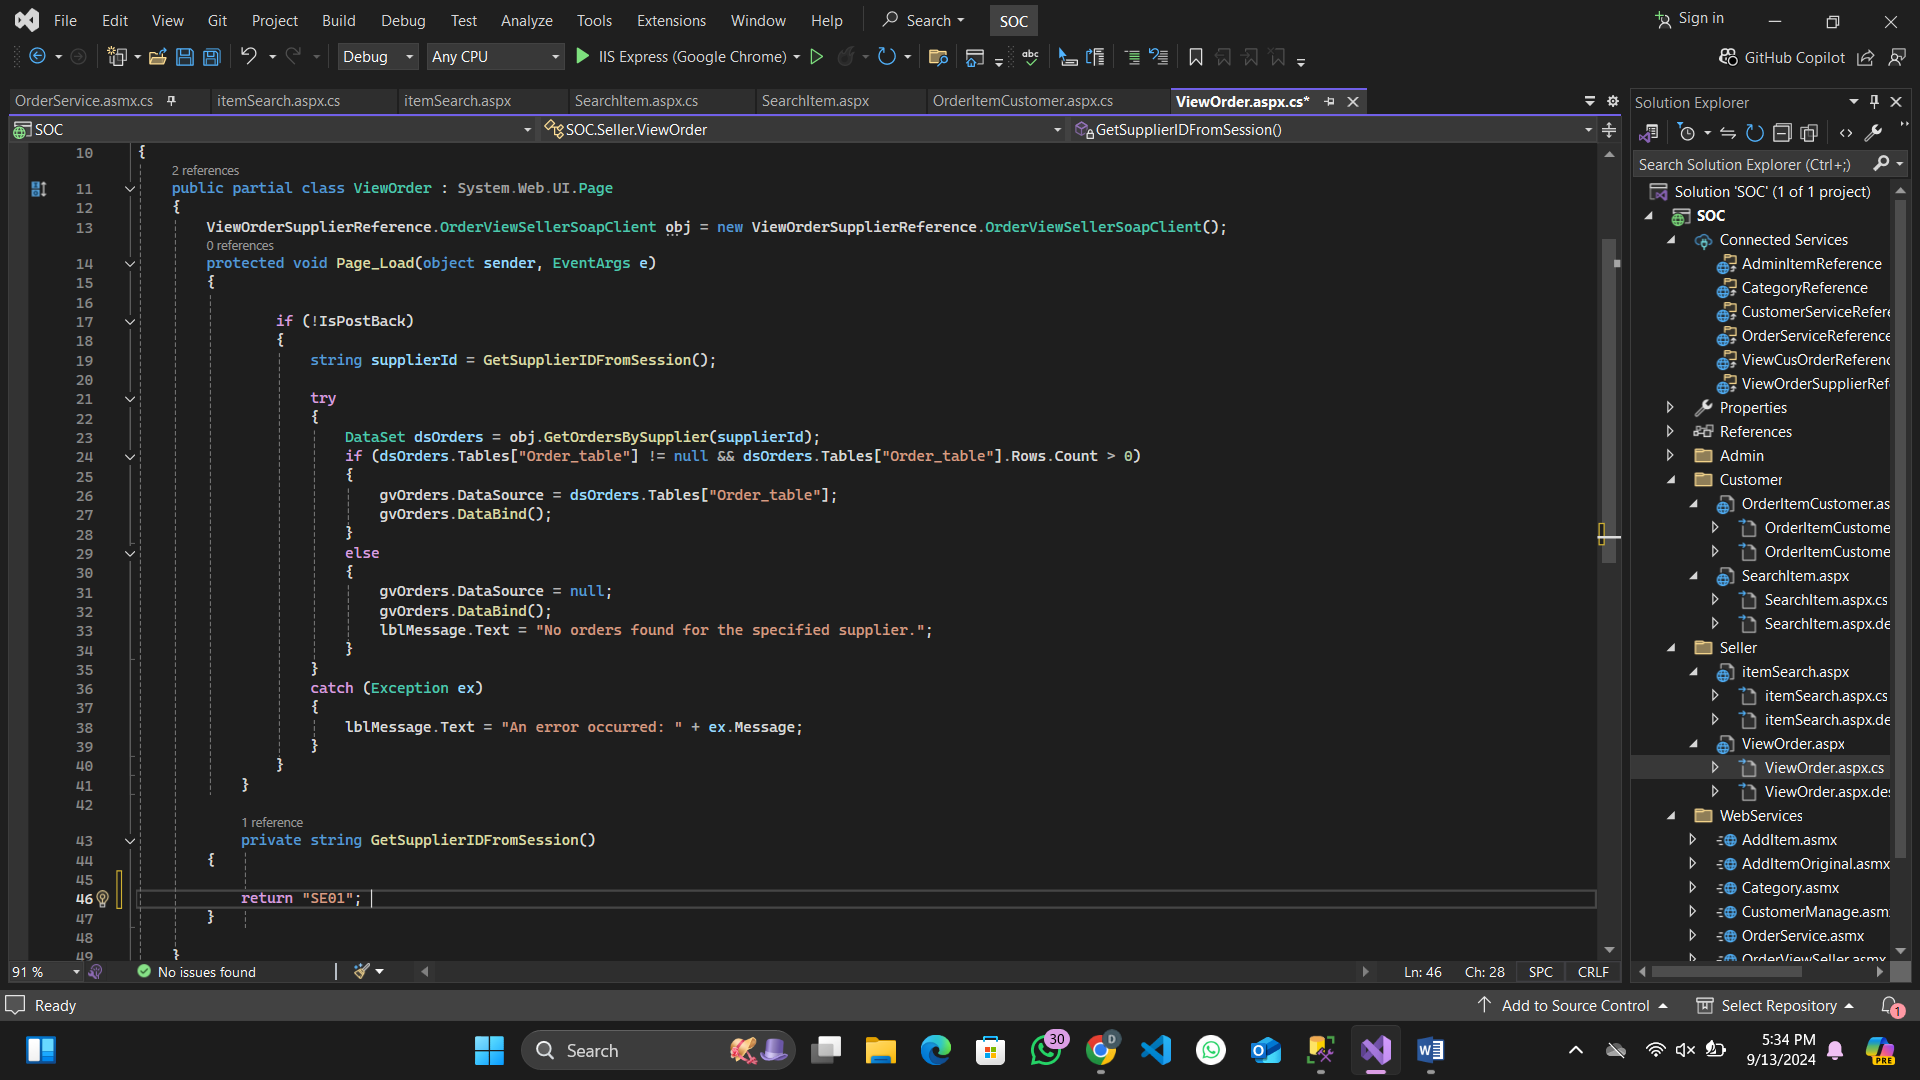 File Edit View Git Project Build Debug Test Analyze Tools Extensions Window Help Search SOC Sign in
Debug Any CPU IIS Express (Google Chrome) GitHub Copilot
OrderService.asmx.cs itemSearch.aspx.cs itemSearch.aspx SearchItem.aspx.cs SearchItem.aspx OrderItemCustomer.aspx.cs ViewOrder.aspx.cs*
SOC SOC.Seller.ViewOrder GetSupplierIDFromSession()
10 {
2 references
11 public partial class ViewOrder : System.Web.UI.Page
12 {
13 ViewOrderSupplierReference.OrderViewSellerSoapClient obj = new ViewOrderSupplierReference.OrderViewSellerSoapClient();
0 references
14 protected void Page_Load(object sender, EventArgs e)
15 {
16
17 if (!IsPostBack)
18 {
19 string supplierId = GetSupplierIDFromSession();
20
21 try
22 {
23 DataSet dsOrders = obj.GetOrdersBySupplier(supplierId);
24 if (dsOrders.Tables["Order_table"] != null && dsOrders.Tables["Order_table"].Rows.Count > 0)
25 {
26 gvOrders.DataSource = dsOrders.Tables["Order_table"];
27 gvOrders.DataBind();
28 }
29 else
30 {
31 gvOrders.DataSource = null;
32 gvOrders.DataBind();
33 lblMessage.Text = "No orders found for the specified supplier.";
34 }
35 }
36 catch (Exception ex)
37 {
38 lblMessage.Text = "An error occurred: " + ex.Message;
39 }
40 }
41 }
42
1 reference
43 private string GetSupplierIDFromSession()
44 {
45
46 return "SE01";
47 }
48
49 }
91 % No issues found Ln: 46 Ch: 28 SPC CRLF
Solution Explorer
Search Solution Explorer (Ctrl+;)
Solution 'SOC' (1 of 1 project)
SOC
Connected Services
AdminItemReference
CategoryReference
CustomerServiceRefere
OrderServiceReference
ViewCusOrderReferenc
ViewOrderSupplierRef
Properties
References
Admin
Customer
OrderItemCustomer.as
OrderItemCustome
OrderItemCustome
SearchItem.aspx
SearchItem.aspx.cs
SearchItem.aspx.de
Seller
itemSearch.aspx
itemSearch.aspx.cs
itemSearch.aspx.de
ViewOrder.aspx
ViewOrder.aspx.cs
ViewOrder.aspx.des
WebServices
AddItem.asmx
AddItemOriginal.asmx
Category.asmx
CustomerManage.asm
OrderService.asmx
OrderViewSeller.asmx
Ready Add to Source Control Select Repository 1
Search 30 D PRE
5:34 PM
9/13/2024